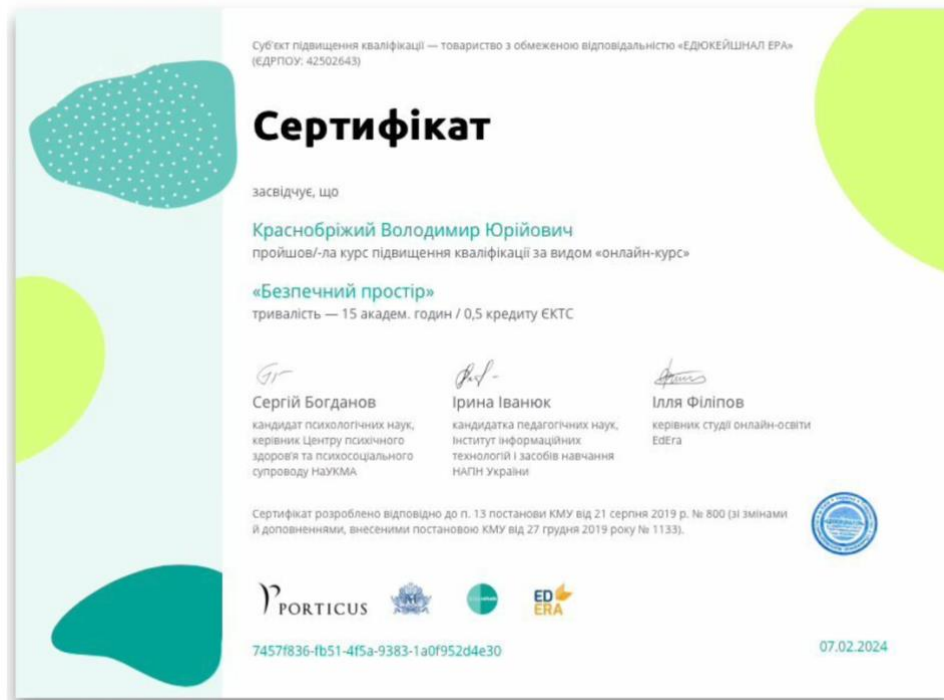 Суб'єкт підвищення кваліфікації — товариство з обмеженою відповідальністю «ЕДЮКЕЙШНАЛ ЕРА»
(ЄДРПОУ: 42502643)
Сертифікат
засвідчує, що
Краснобріжий Володимир Юрійович
пройшов/-ла курс підвищення кваліфікації за видом «онлайн-курс»
«Безпечний простір»
тривалість — 15 академ. годин / 0,5 кредиту ЄКТС
Сергій Богданов
кандидат психологічних наук,
керівник Центру психічного
здоров'я та психосоціального
супроводу НаУКМА
Ірина Іванюк
кандидатка педагогічних наук,
Інститут інформаційних
технологій і засобів навчання
НАПН України
Ілля Філіпов
керівник студії онлайн-освіти
EdEra
Сертифікат розроблено відповідно до п. 13 постанови КМУ від 21 серпня 2019 р. № 800 (зі змінами
й доповненнями, внесеними постановою КМУ від 27 грудня 2019 року № 1133).
PORTICUS
ED
ERA
7457f836-fb51-4f5a-9383-1a0f952d4e30
07.02.2024